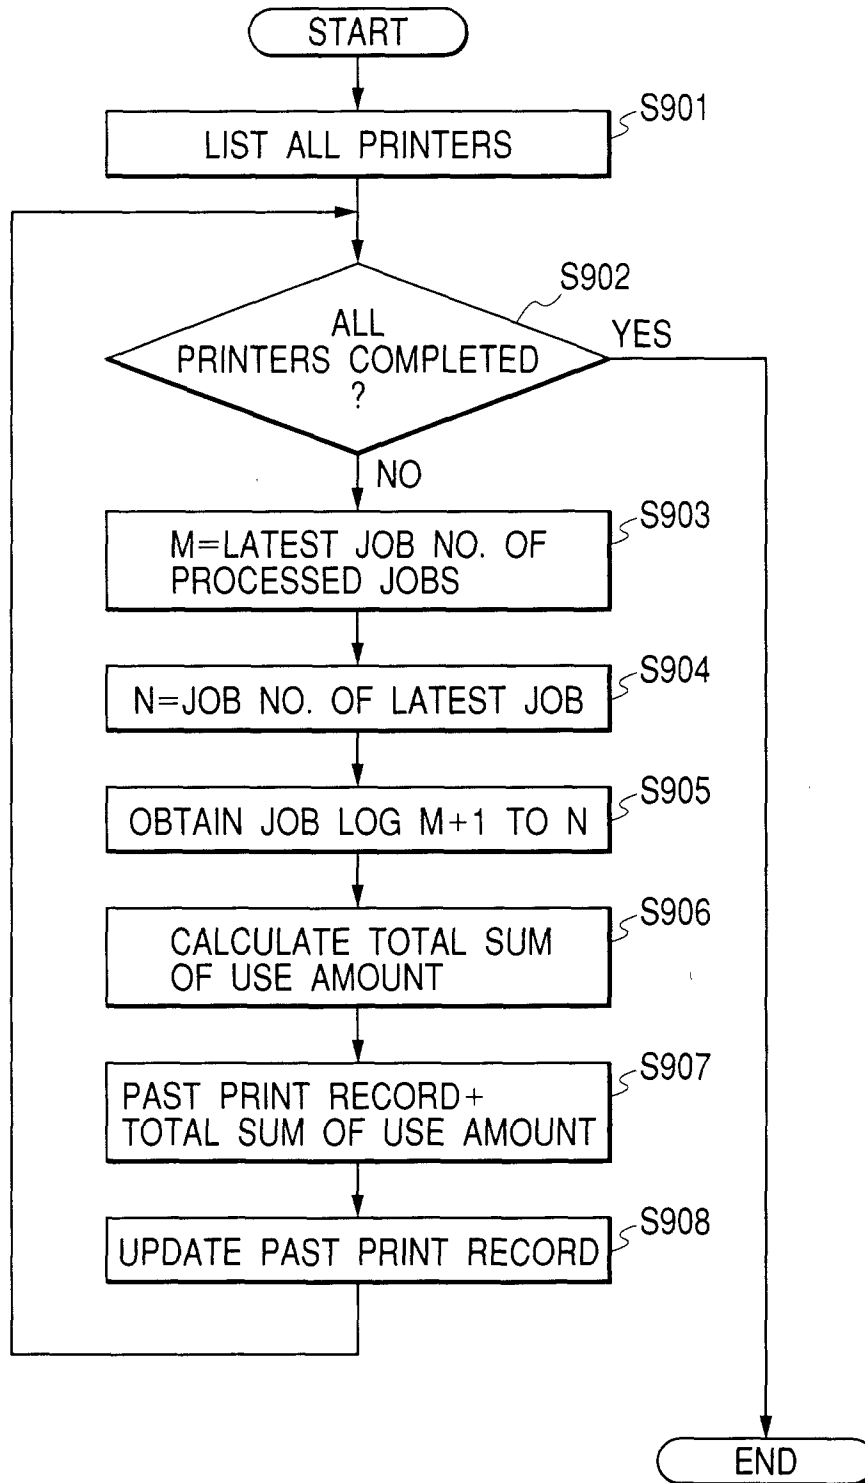 START
S901
LIST ALL PRINTERS
S902
ALL
PRINTERS COMPLETED
?
YES
NO
S903
M=LATEST JOB NO. OF
PROCESSED JOBS
S904
N=JOB NO. OF LATEST JOB
S905
OBTAIN JOB LOG M+1 TO N
S906
CALCULATE TOTAL SUM
OF USE AMOUNT
S907
PAST PRINT RECORD+
TOTAL SUM OF USE AMOUNT
S908
UPDATE PAST PRINT RECORD
END